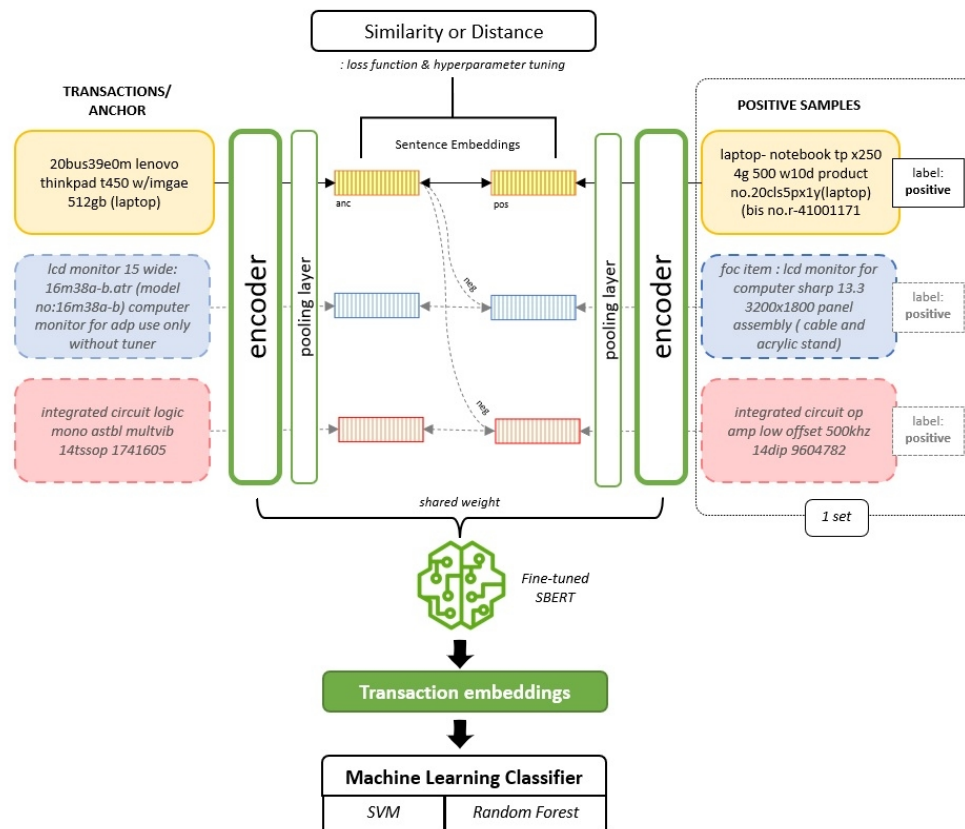 Similarity or Distance
: loss function & hyperparameter tuning
TRANSACTIONS/
ANCHOR
POSITIVE SAMPLES
20bus39e0m lenovo
thinkpad t450 w/imgae
512gb (laptop)
encoder
pooling layer
Sentence Embeddings
anc
pos
pooling layer
encoder
laptop- notebook tp x250
4g 500 w10d product
no.20cls5px1y(laptop)
(bis no.r-41001171
label:
positive
lcd monitor 15 wide:
16m38a-b.atr (model
no:16m38a-b) computer
monitor for adp use only
without tuner
neg
foc item : lcd monitor for
computer sharp 13.3
3200x1800 panel
assembly ( cable and
acrylic stand)
label:
positive
integrated circuit logic
mono astbl multvib
14tssop 1741605
neg
integrated circuit op
amp low offset 500khz
14dip 9604782
label:
positive
shared weight
1 set
Fine-tuned
SBERT
Transaction embeddings
Machine Learning Classifier
SVM
Random Forest